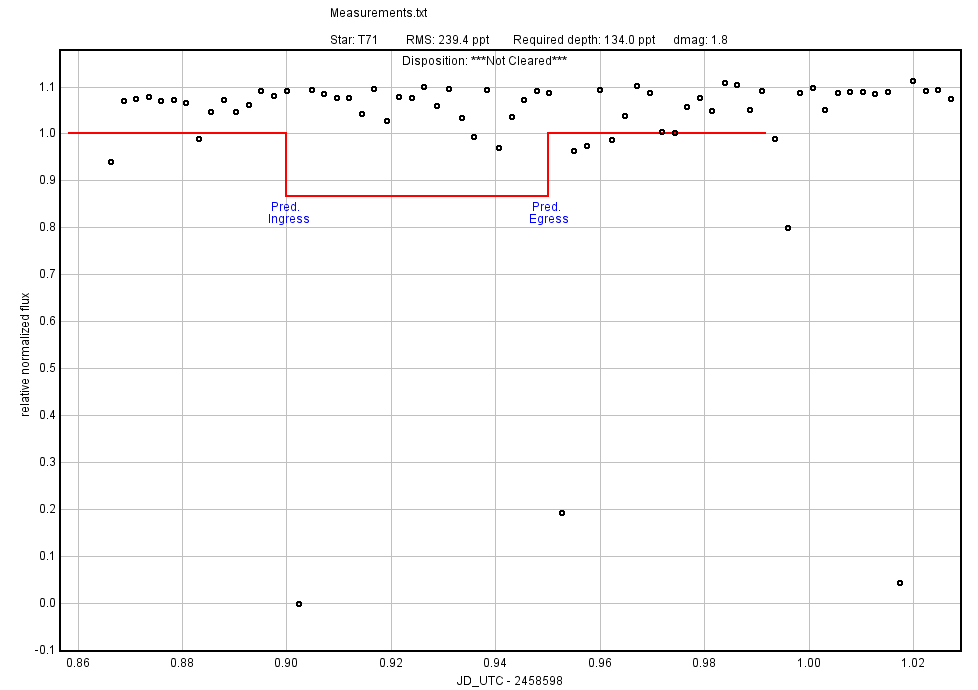 Measurements.txt
Star: T71 RMS: 239.4 ppt Required depth: 134.0 ppt dmag: 1.8
Disposition: ***Not Cleared***
1.1
1.0
0.9
0.8
0.7
0.6
0.5
0.4
0.3
0.2
0.1
0.0
-0.1
relative normalized flux
Pred.
Ingress
Pred.
Egress
0.86 0.88 0.90 0.92 0.94 0.96 0.98 1.00 1.02
JD_UTC - 2458598